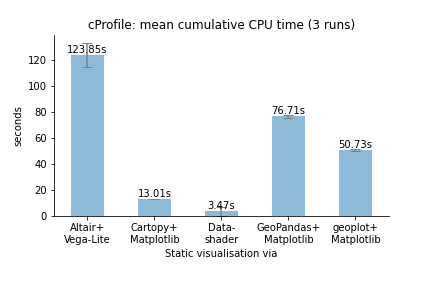 cProfile: mean cumulative CPU time (3 runs)
120
100
80
60
40
20
0
seconds
123.85s
13.01s
3.47s
76.71s
50.73s
Altair+
Vega-Lite
Cartopy+
Matplotlib
Data-
shader
GeoPandas+
Matplotlib
geoplot+
Matplotlib
Static visualisation via